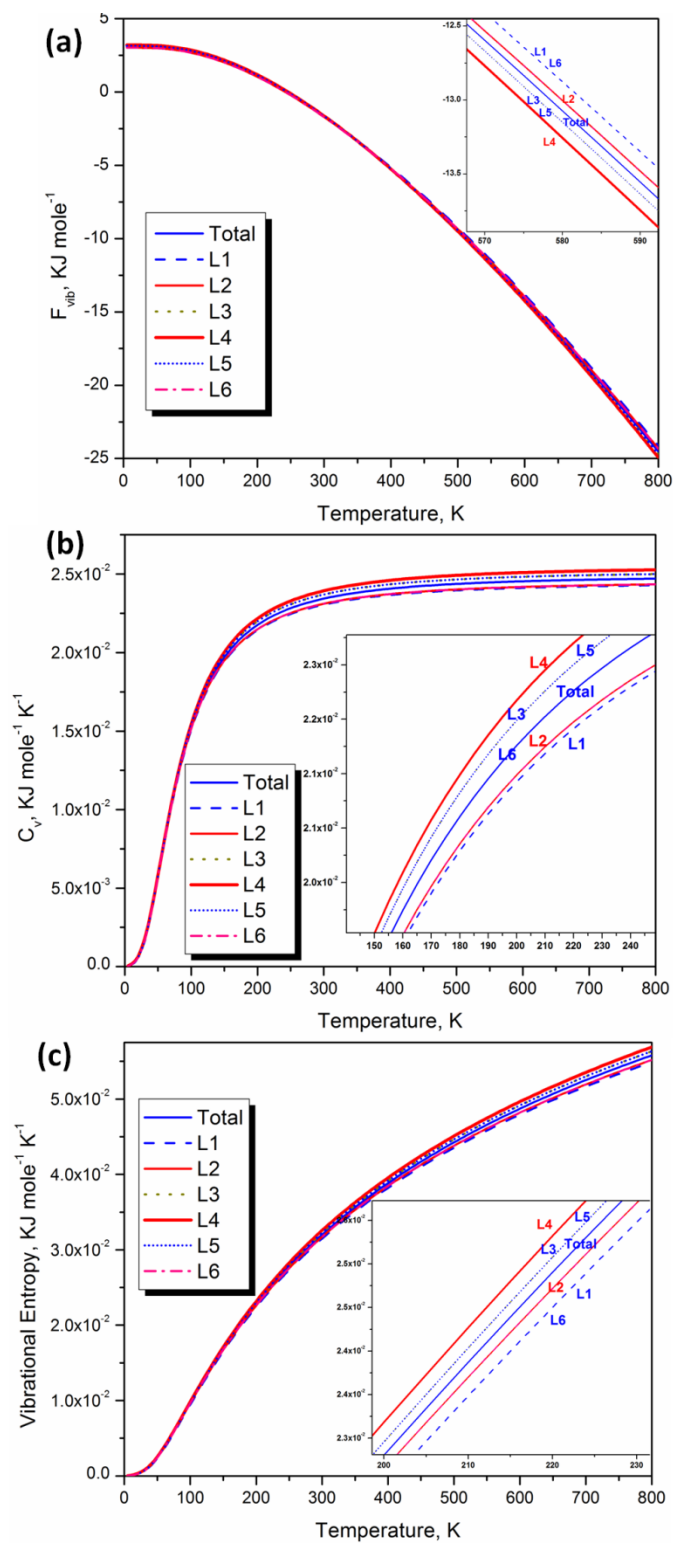 (a)
5
0
-5
-10
-15
-20
-25
F_vib, KJ mole⁻¹
Total
L1
L2
L3
L4
L5
L6
-12.5
-13.0
-13.5
L1
L6
L2
L3
L5
Total
L4
570 580 590
0 100 200 300 400 500 600 700 800
Temperature, K
(b)
2.5x10⁻²
2.0x10⁻²
1.5x10⁻²
1.0x10⁻²
5.0x10⁻³
0.0
C_v, KJ mole⁻¹ K⁻¹
Total
L1
L2
L3
L4
L5
L6
2.3x10⁻²
2.2x10⁻²
2.1x10⁻²
2.1x10⁻²
2.0x10⁻²
L4
L5
Total
L3
L6
L2
L1
150 160 170 180 190 200 210 220 230 240
0 100 200 300 400 500 600 700 800
Temperature, K
(c)
5.0x10⁻²
4.0x10⁻²
3.0x10⁻²
2.0x10⁻²
1.0x10⁻²
0.0
Vibrational Entropy, KJ mole⁻¹ K⁻¹
Total
L1
L2
L3
L4
L5
L6
2.5x10⁻²
2.5x10⁻²
2.4x10⁻²
2.4x10⁻²
2.3x10⁻²
L4
L5
L3
Total
L2
L1
L6
200 210 220 230
0 100 200 300 400 500 600 700 800
Temperature, K